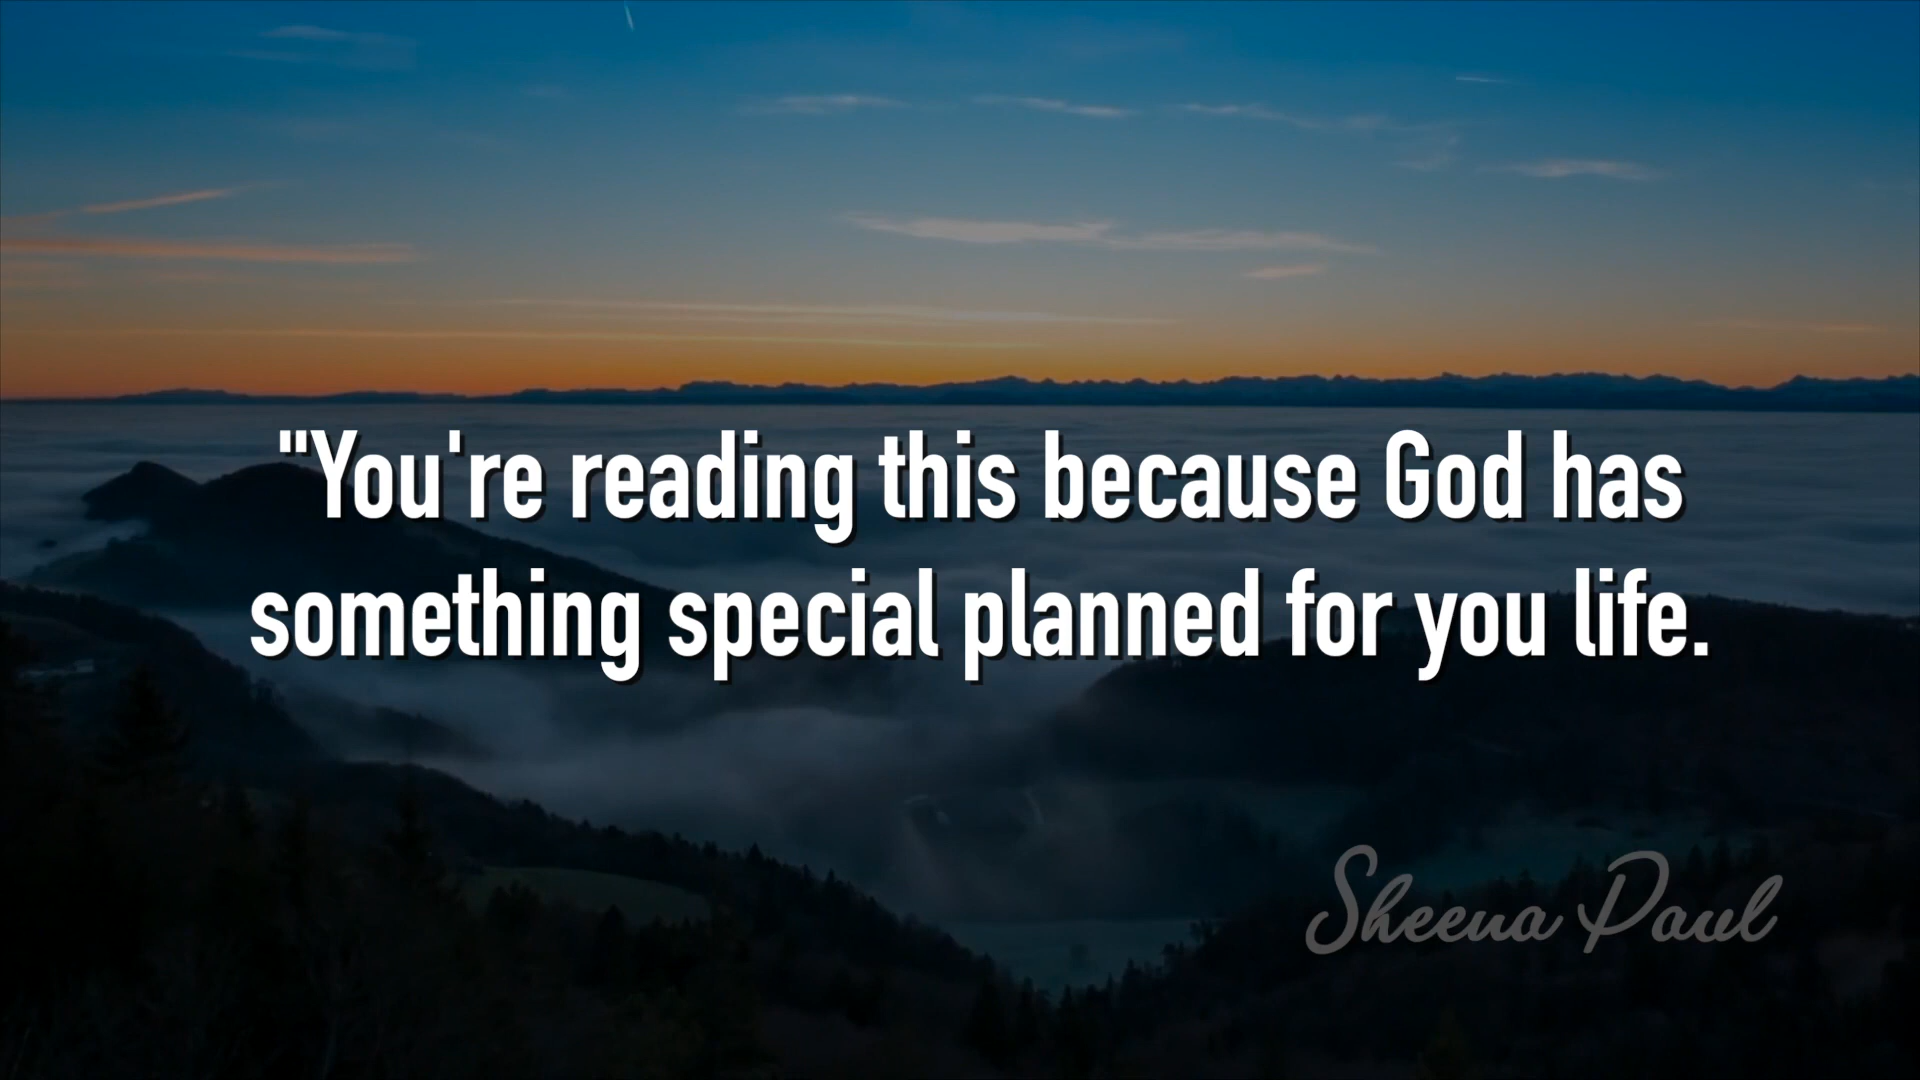 "You're reading this because God has
something special planned for you life.
Sheena Paul